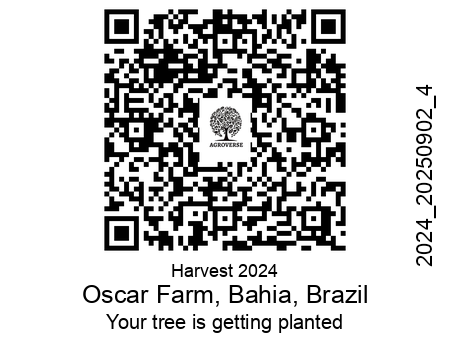 AGROVERSE
2024_20250902_4
Harvest 2024
Oscar Farm, Bahia, Brazil
Your tree is getting planted